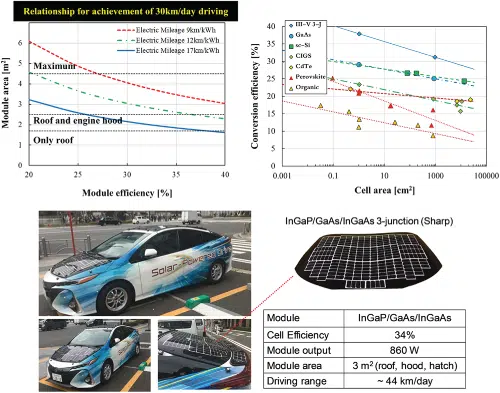 Relationship for achievement of 30km/day driving
Electric Mileage 9km/kWh
Electric Mileage 12km/kWh
Electric Mileage 17km/kWh
Maximum
Roof and engine hood
Only roof
Module area [m²]
6
5
4
3
2
1
0
20 25 30 35 40
Module efficiency [%]
III-V 3-J
GaAs
sc-Si
CIGS
CdTe
Perovskite
Organic
Conversion efficiency [%]
40
35
30
25
20
15
10
5
0
0.001 0.1 10 1000 100000
Cell area [cm²]
Solar Powered
InGaP/GaAs/InGaAs 3-junction (Sharp)
Module InGaP/GaAs/InGaAs
Cell Efficiency 34%
Module output 860 W
Module area 3 m² (roof, hood, hatch)
Driving range ~ 44 km/day